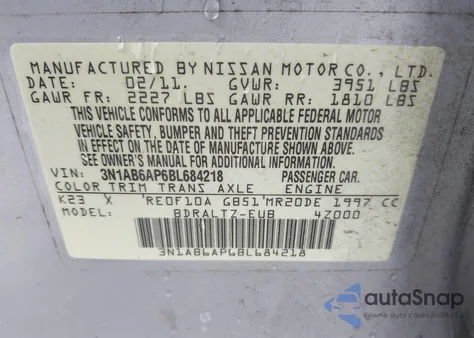 MANUFACTURED BY NISSAN MOTOR CO., LTD.
DATE: 02/11. GVWR: 3951 LBS
GAWR FR: 2227 LBS GAWR RR: 1810 LBS
THIS VEHICLE CONFORMS TO ALL APPLICABLE FEDERAL MOTOR
VEHICLE SAFETY, BUMPER AND THEFT PREVENTION STANDARDS
IN EFFECT ON THE DATE OF MANUFACTURE SHOWN ABOVE.
SEE OWNER'S MANUAL FOR ADDITIONAL INFORMATION.
VIN: 3N1AB6AP6BL684218 PASSENGER CAR.
COLOR TRIM TRANS AXLE ENGINE
K23 X 'RE0F10A GB51'MR20DE 1997 CC
MODEL: BDRALTZ-EUB 4Z000
3N1AB6AP6BL684218
autoSnap
Pewne auto z